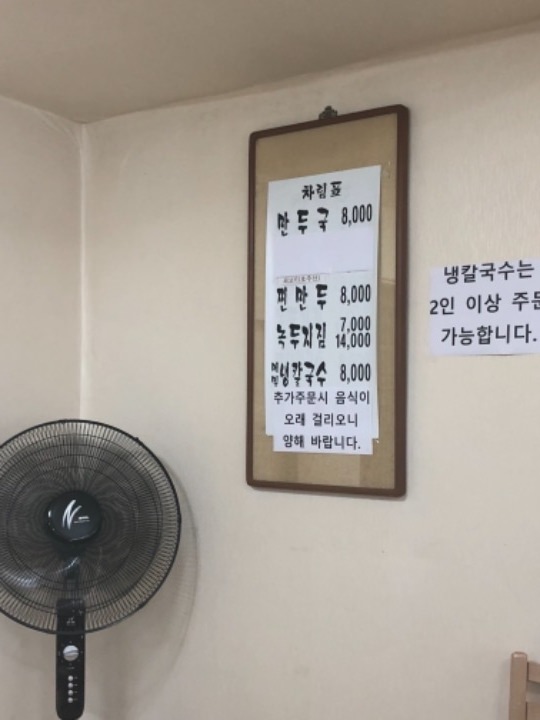 차림표
만두국 8,000
편만두 8,000
녹두지짐 7,000
14,000
냉칼국수 8,000
추가주문시 음식이
오래 걸리오니
양해 바랍니다.
냉칼국수는
2인 이상 주문
가능합니다.